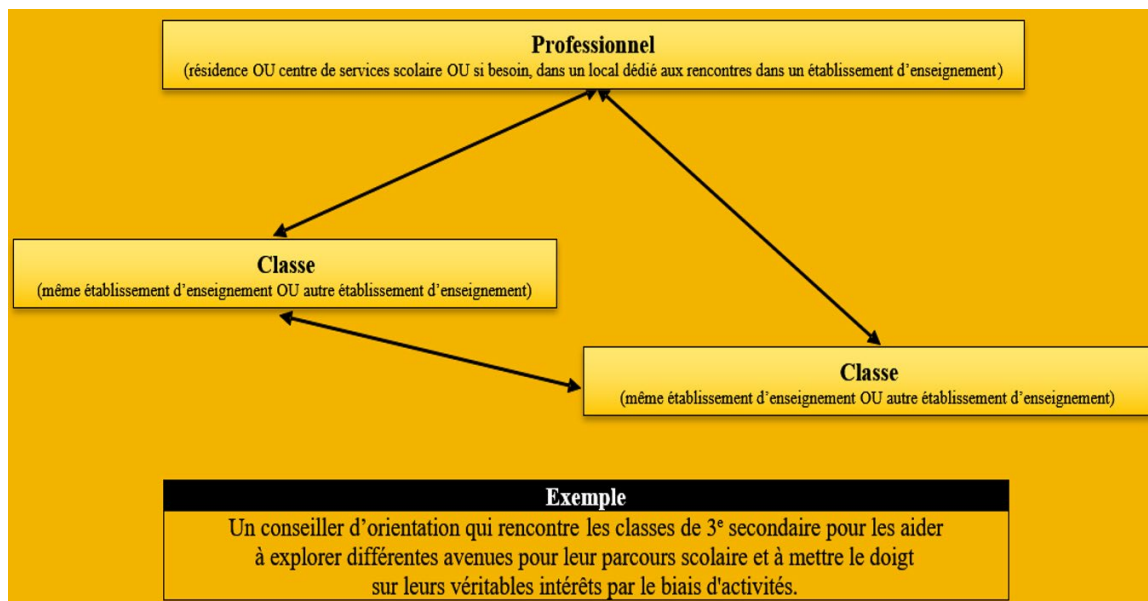 Professionnel
(résidence OU centre de services scolaire OU si besoin, dans un local dédié aux rencontres dans un établissement d’enseignement)
Classe
(même établissement d’enseignement OU autre établissement d’enseignement)
Classe
(même établissement d’enseignement OU autre établissement d’enseignement)
Exemple
Un conseiller d’orientation qui rencontre les classes de 3e secondaire pour les aider
à explorer différentes avenues pour leur parcours scolaire et à mettre le doigt
sur leurs véritables intérêts par le biais d'activités.